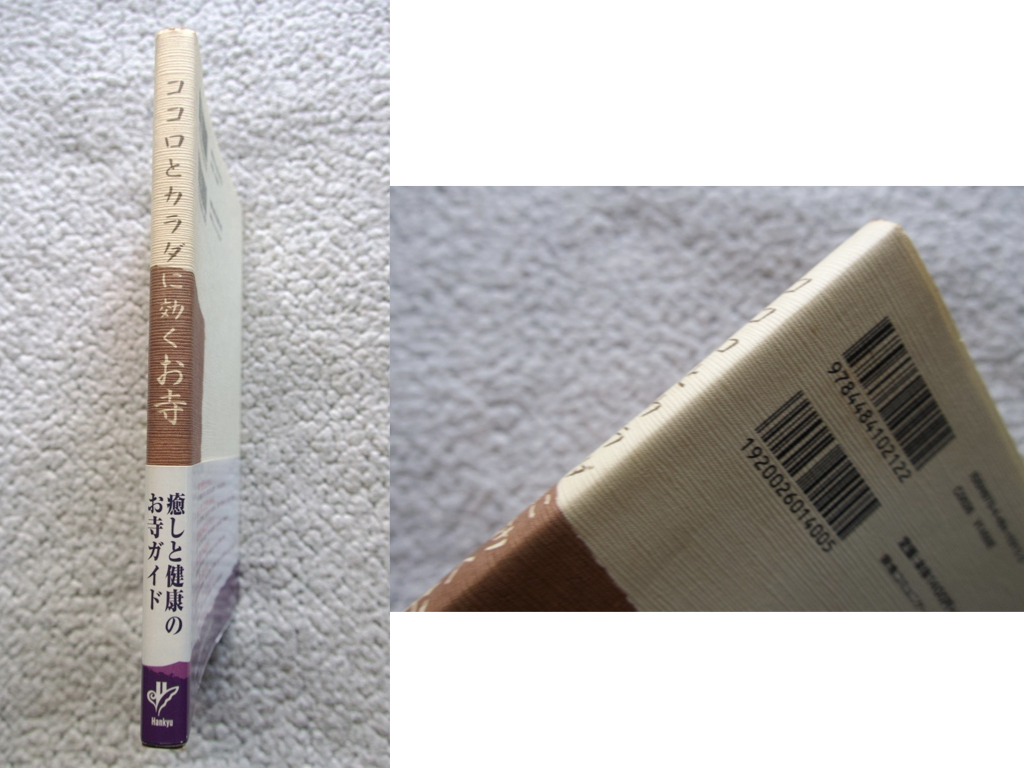 ココロとカラダに効くお寺
癒しと健康の
お寺ガイド
Hankyu
9784484102122
1920026014005